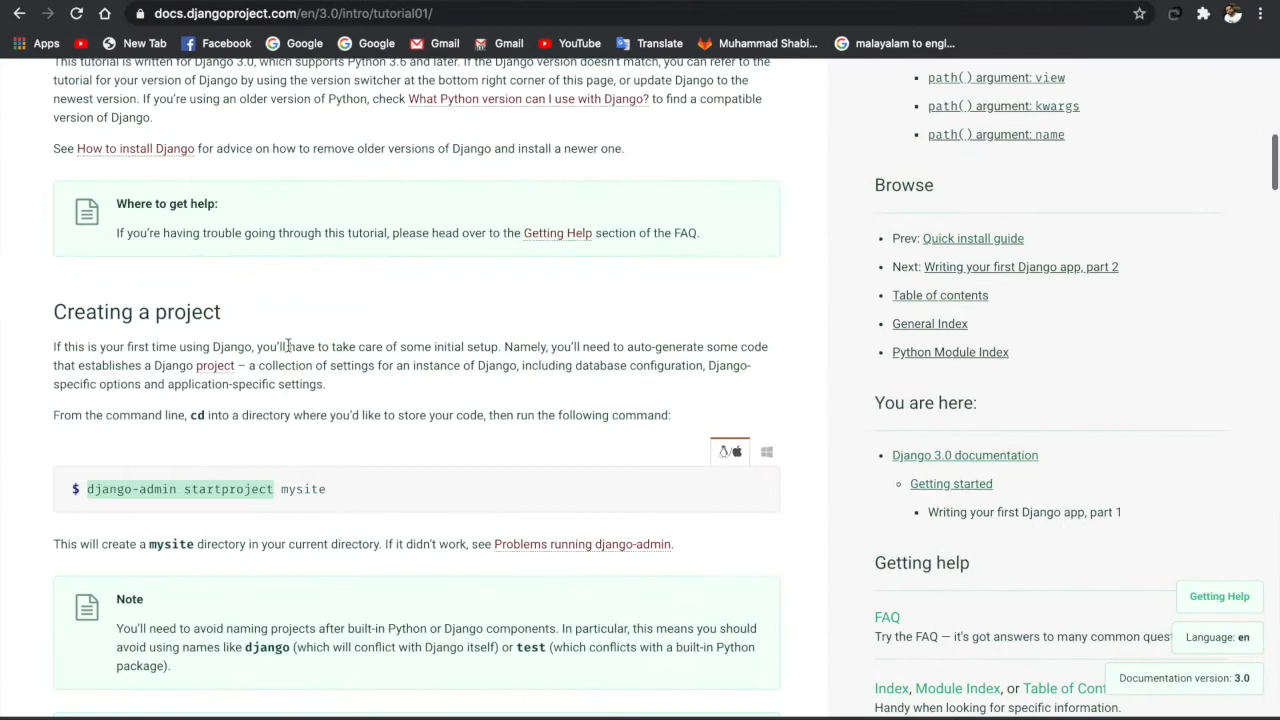 docs.djangoproject.com/en/3.0/intro/tutorial01/
Apps
New Tab
Facebook
Google
Google
Gmail
Gmail
YouTube
Translate
Muhammad Shabi...
malayalam to engl...
This tutorial is written for Django 3.0, which supports Python 3.6 and later. If the Django version doesn't match, you can refer to the
tutorial for your version of Django by using the version switcher at the bottom right corner of this page, or update Django to the
newest version. If you're using an older version of Python, check What Python version can I use with Django? to find a compatible
version of Django.
See How to install Django for advice on how to remove older versions of Django and install a newer one.
Where to get help:
If you're having trouble going through this tutorial, please head over to the Getting Help section of the FAQ.
Creating a project
If this is your first time using Django, you'll have to take care of some initial setup. Namely, you'll need to auto-generate some code
that establishes a Django project – a collection of settings for an instance of Django, including database configuration, Django-
specific options and application-specific settings.
From the command line, cd into a directory where you'd like to store your code, then run the following command:
$ django-admin startproject mysite
This will create a mysite directory in your current directory. If it didn't work, see Problems running django-admin.
Note
You'll need to avoid naming projects after built-in Python or Django components. In particular, this means you should
avoid using names like django (which will conflict with Django itself) or test (which conflicts with a built-in Python
package).
path() argument: view
path() argument: kwargs
path() argument: name
Browse
Prev: Quick install guide
Next: Writing your first Django app, part 2
Table of contents
General Index
Python Module Index
You are here:
Django 3.0 documentation
Getting started
Writing your first Django app, part 1
Getting help
FAQ
Try the FAQ — it's got answers to many common ques
Index, Module Index, or Table of Con
Handy when looking for specific information.
Getting Help
Language: en
Documentation version: 3.0